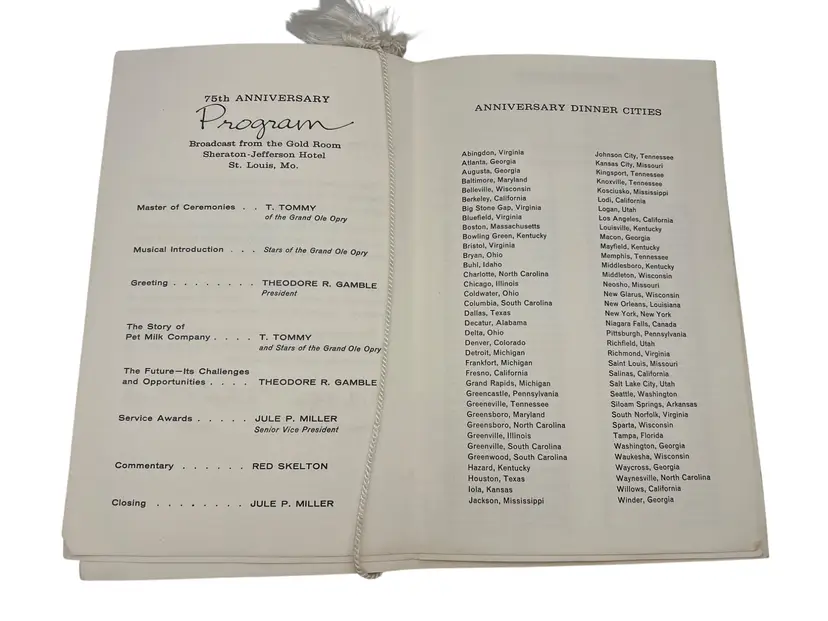 75th ANNIVERSARY
Program
Broadcast from the Gold Room
Sheraton-Jefferson Hotel
St. Louis, Mo.
Master of Ceremonies . . T. TOMMY
of the Grand Ole Opry
Musical Introduction . . . Stars of the Grand Ole Opry
Greeting . . . . . . . . THEODORE R. GAMBLE
President
The Story of
Pet Milk Company . . . . T. TOMMY
and Stars of the Grand Ole Opry
The Future—Its Challenges
and Opportunities . . . . THEODORE R. GAMBLE
Service Awards . . . . . JULE P. MILLER
Senior Vice President
Commentary . . . . . . RED SKELTON
Closing . . . . . . . . JULE P. MILLER
ANNIVERSARY DINNER CITIES
Abingdon, Virginia
Atlanta, Georgia
Augusta, Georgia
Baltimore, Maryland
Belleville, Wisconsin
Berkeley, California
Big Stone Gap, Virginia
Bluefield, Virginia
Boston, Massachusetts
Bowling Green, Kentucky
Bristol, Virginia
Bryan, Ohio
Buhl, Idaho
Charlotte, North Carolina
Chicago, Illinois
Coldwater, Ohio
Columbia, South Carolina
Dallas, Texas
Decatur, Alabama
Delta, Ohio
Denver, Colorado
Detroit, Michigan
Frankfort, Michigan
Fresno, California
Grand Rapids, Michigan
Greencastle, Pennsylvania
Greeneville, Tennessee
Greensboro, Maryland
Greensboro, North Carolina
Greenville, Illinois
Greenville, South Carolina
Greenwood, South Carolina
Hazard, Kentucky
Houston, Texas
Iola, Kansas
Jackson, Mississippi
Johnson City, Tennessee
Kansas City, Missouri
Kingsport, Tennessee
Knoxville, Tennessee
Kosciusko, Mississippi
Lodi, California
Logan, Utah
Los Angeles, California
Louisville, Kentucky
Macon, Georgia
Mayfield, Kentucky
Memphis, Tennessee
Middlesboro, Kentucky
Middleton, Wisconsin
Neosho, Missouri
New Glarus, Wisconsin
New Orleans, Louisiana
New York, New York
Niagara Falls, Canada
Pittsburgh, Pennsylvania
Richfield, Utah
Richmond, Virginia
Saint Louis, Missouri
Salinas, California
Salt Lake City, Utah
Seattle, Washington
Siloam Springs, Arkansas
South Norfolk, Virginia
Sparta, Wisconsin
Tampa, Florida
Washington, Georgia
Waukesha, Wisconsin
Waycross, Georgia
Waynesville, North Carolina
Willows, California
Winder, Georgia